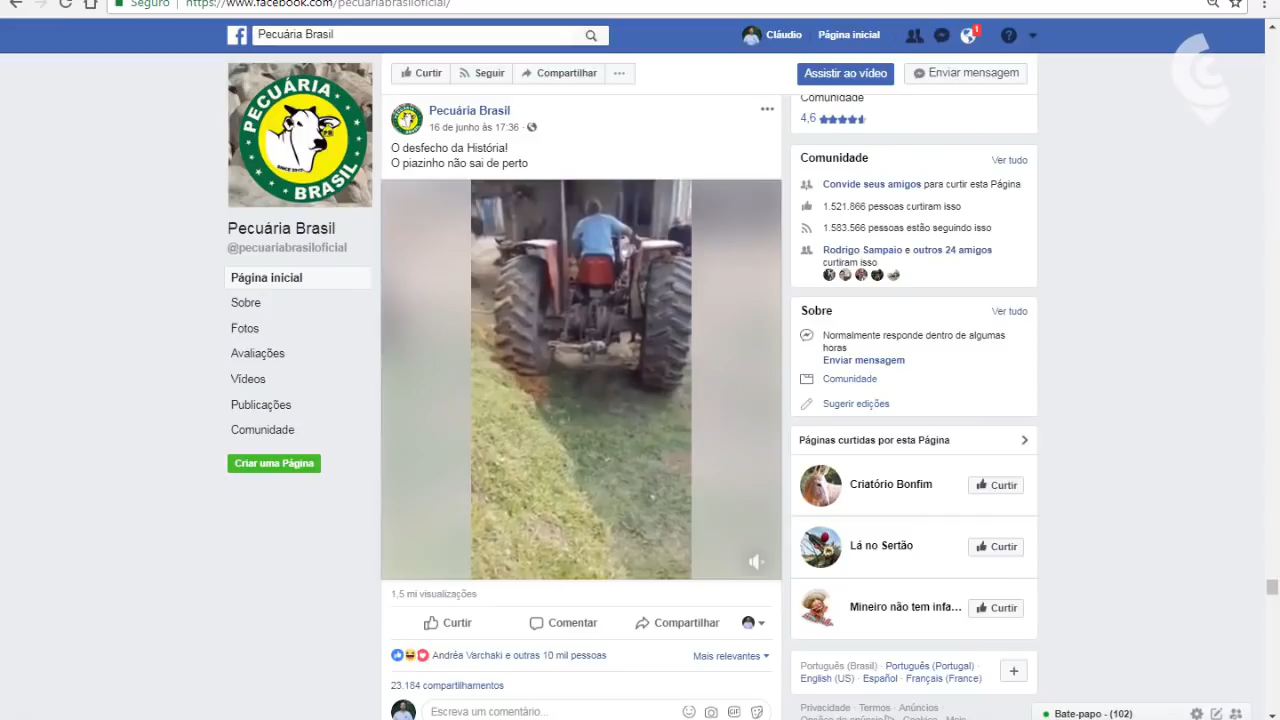 Seguro
https://www.facebook.com/pecuariabrasiloficial/
Pecuária Brasil
Cláudio
Página inicial
1
Curtir
Seguir
Compartilhar
Assistir ao vídeo
Enviar mensagem
PECUÁRIA
BRASIL
SINCE 2017
Pecuária Brasil
@pecuariabrasiloficial
Página inicial
Sobre
Fotos
Avaliações
Vídeos
Publicações
Comunidade
Criar uma Página
Pecuária Brasil
16 de junho às 17:36
O desfecho da História!
O piazinho não sai de perto
1,5 mi visualizações
Curtir
Comentar
Compartilhar
Andréa Varchaki e outras 10 mil pessoas
Mais relevantes
23.184 compartilhamentos
Escreva um comentário...
Comunidade
4,6
Comunidade
Ver tudo
Convide seus amigos para curtir esta Página
1.521.866 pessoas curtiram isso
1.583.566 pessoas estão seguindo isso
Rodrigo Sampaio e outros 24 amigos
curtiram isso
Sobre
Ver tudo
Normalmente responde dentro de algumas
horas
Enviar mensagem
Comunidade
Sugerir edições
Páginas curtidas por esta Página
Criatório Bonfim
Curtir
Lá no Sertão
Curtir
Mineiro não tem infa...
Curtir
Português (Brasil) · Português (Portugal) ·
English (US) · Español · Français (France)
Privacidade · Termos · Anúncios
Bate-papo - (102)